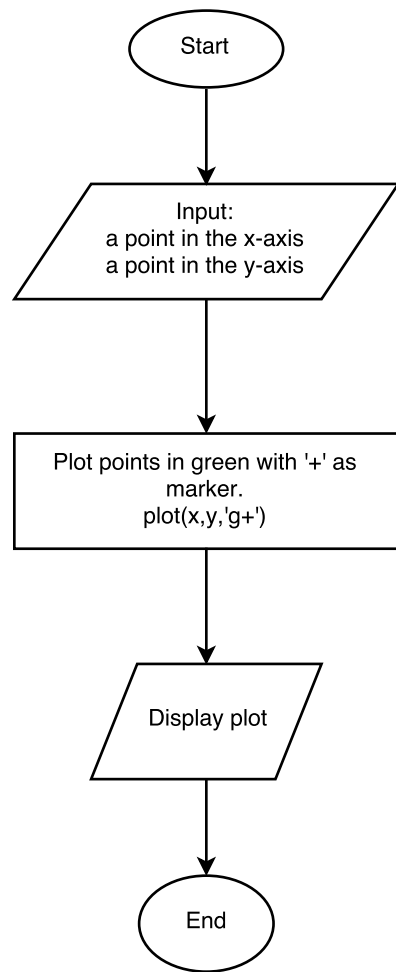 Start
Input:
a point in the x-axis
a point in the y-axis
Plot points in green with '+' as
marker.
plot(x,y,'g+')
Display plot
End